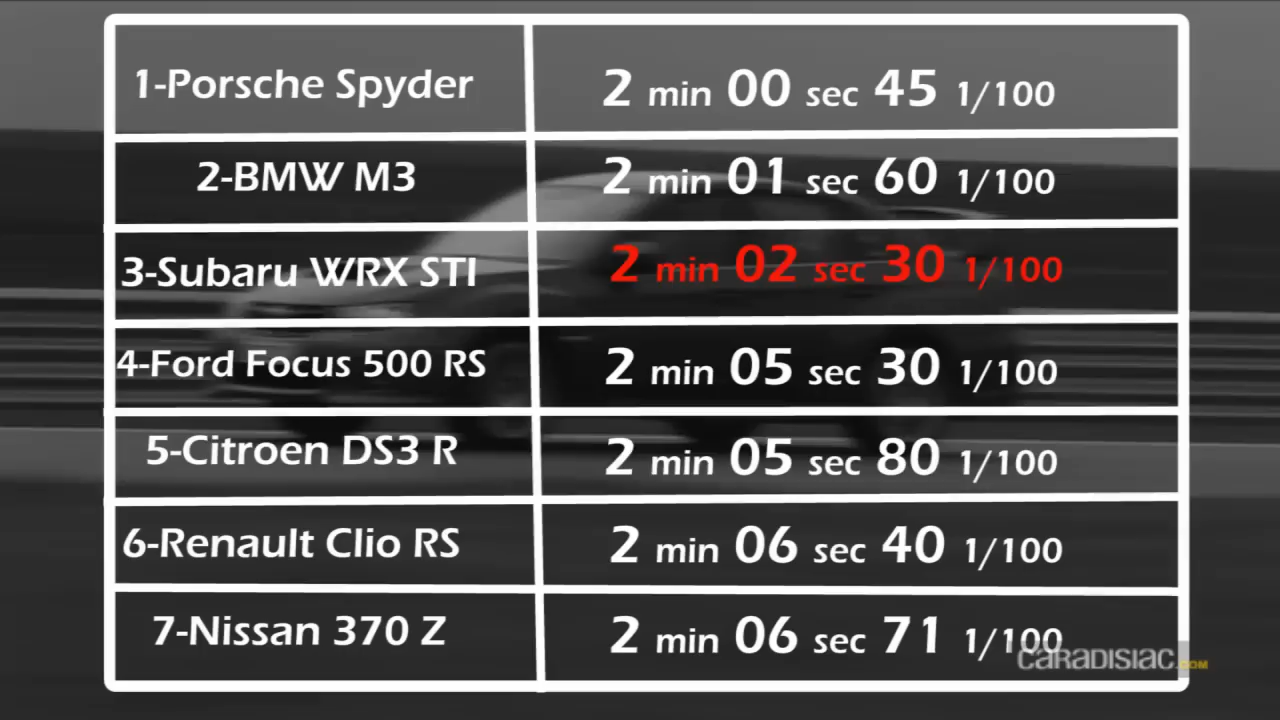 1-Porsche Spyder 2 min 00 sec 45 1/100
2-BMW M3 2 min 01 sec 60 1/100
3-Subaru WRX STI 2 min 02 sec 30 1/100
4-Ford Focus 500 RS 2 min 05 sec 30 1/100
5-Citroen DS3 R 2 min 05 sec 80 1/100
6-Renault Clio RS 2 min 06 sec 40 1/100
7-Nissan 370 Z 2 min 06 sec 71 1/100
CARADISIAC.COM